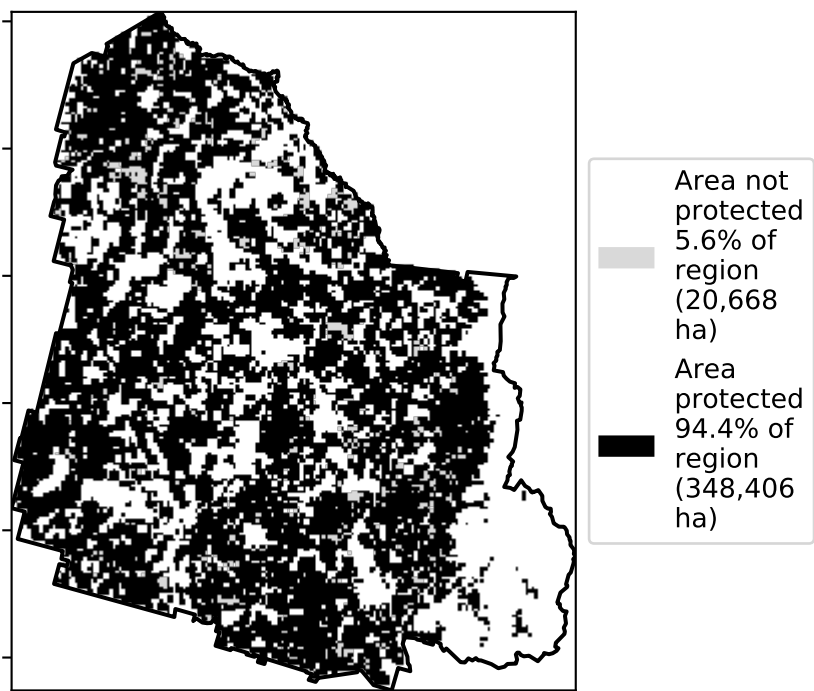 Area not
protected
5.6% of
region
(20,668
ha)
Area
protected
94.4% of
region
(348,406
ha)